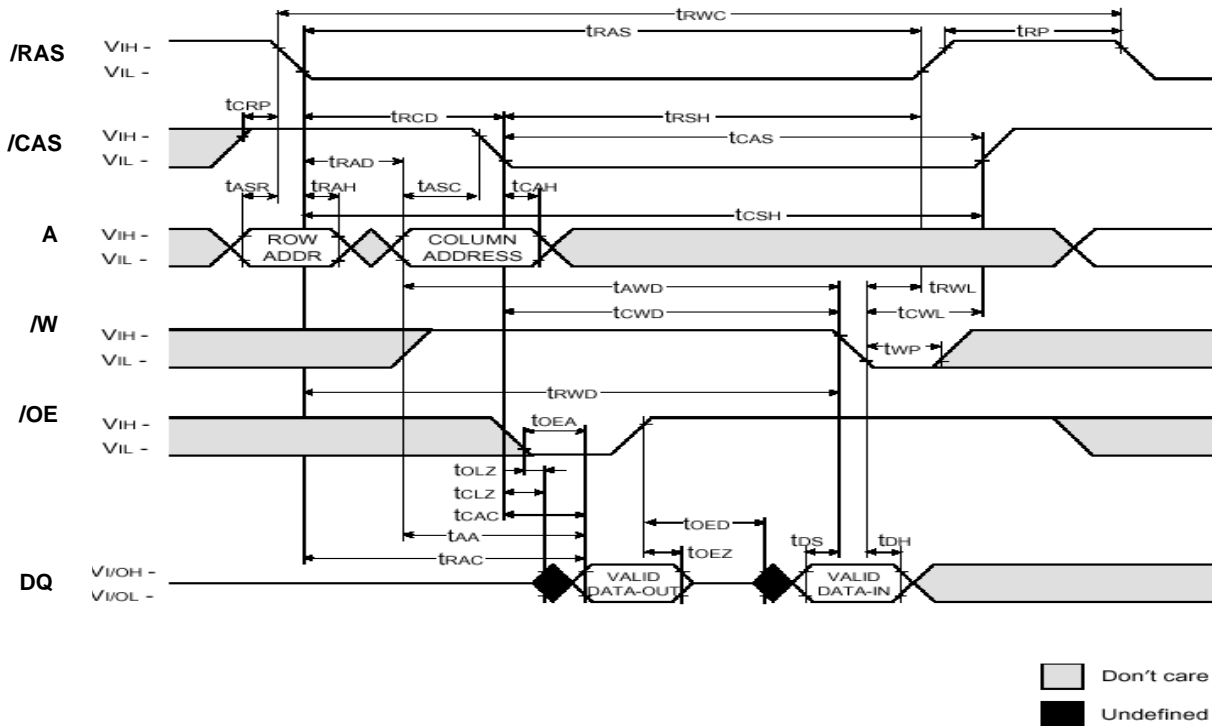 tRWC
tRAS
tRP
/RAS
VIH -
VIL -
tCRP
tRCD
tRSH
/CAS
VIH -
VIL -
tCAS
tRAD
tASR
tRAH
tASC
tCAH
tCSH
A
VIH -
VIL -
ROW
ADDR
COLUMN
ADDRESS
tAWD
tRWL
/W
VIH -
VIL -
tCWD
tCWL
tWP
tRWD
/OE
VIH -
VIL -
tOEA
tOLZ
tCLZ
tCAC
tOED
tAA
tOEZ
tDS
tDH
tRAC
DQ
VI/OH -
VI/OL -
VALID
DATA-OUT
VALID
DATA-IN
Don't care
Undefined